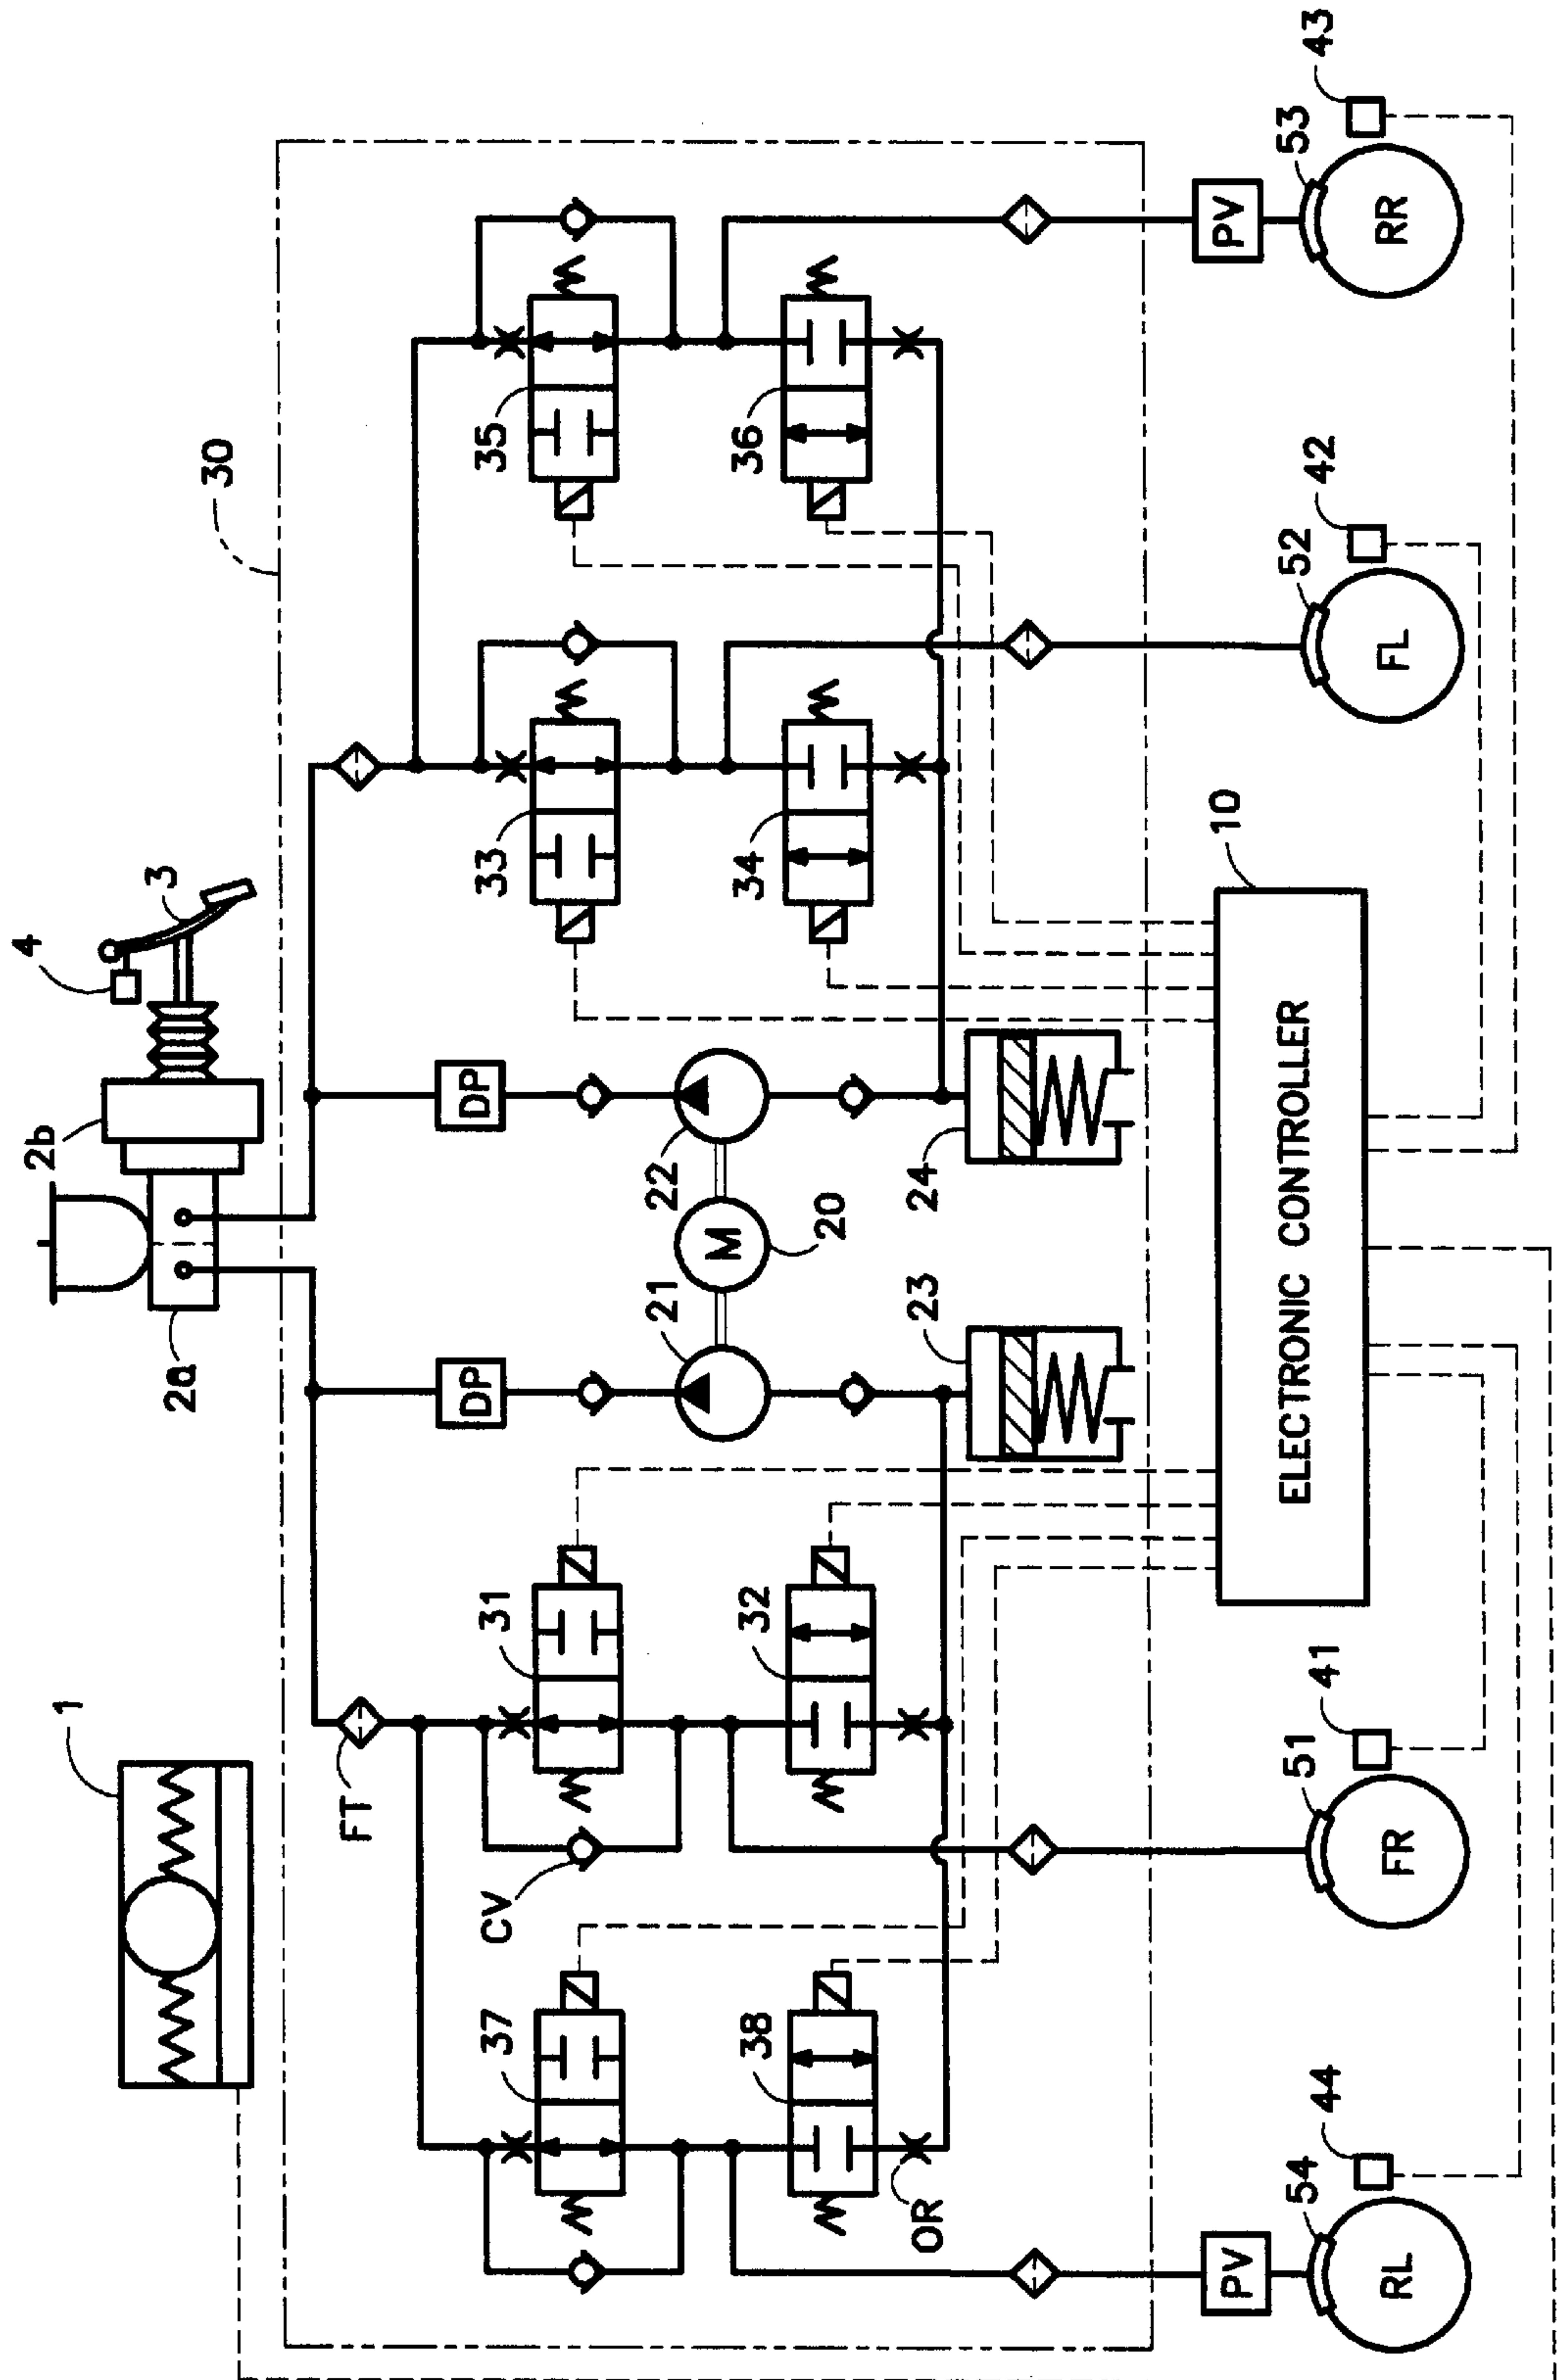 1
2a
2b
4
3
30
FT
CV
DP
DP
37
31
33
35
21
M
22
20
38
32
34
36
OR
23
24
10
ELECTRONIC CONTROLLER
PV
PV
54
44
51
41
52
42
53
43
RL
FR
FL
RR